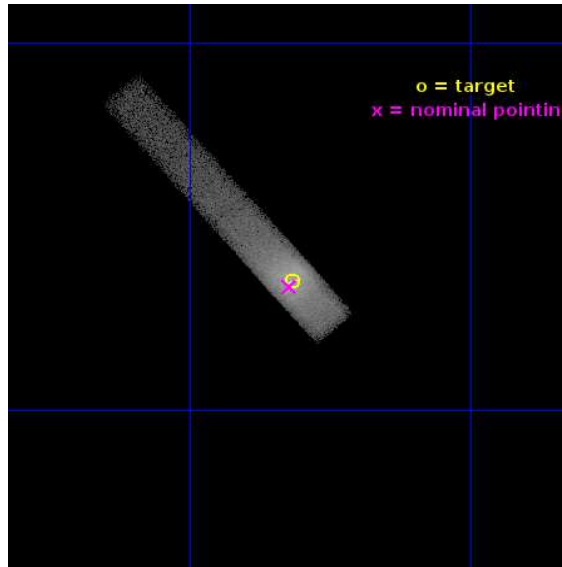 o = target
x = nominal pointin